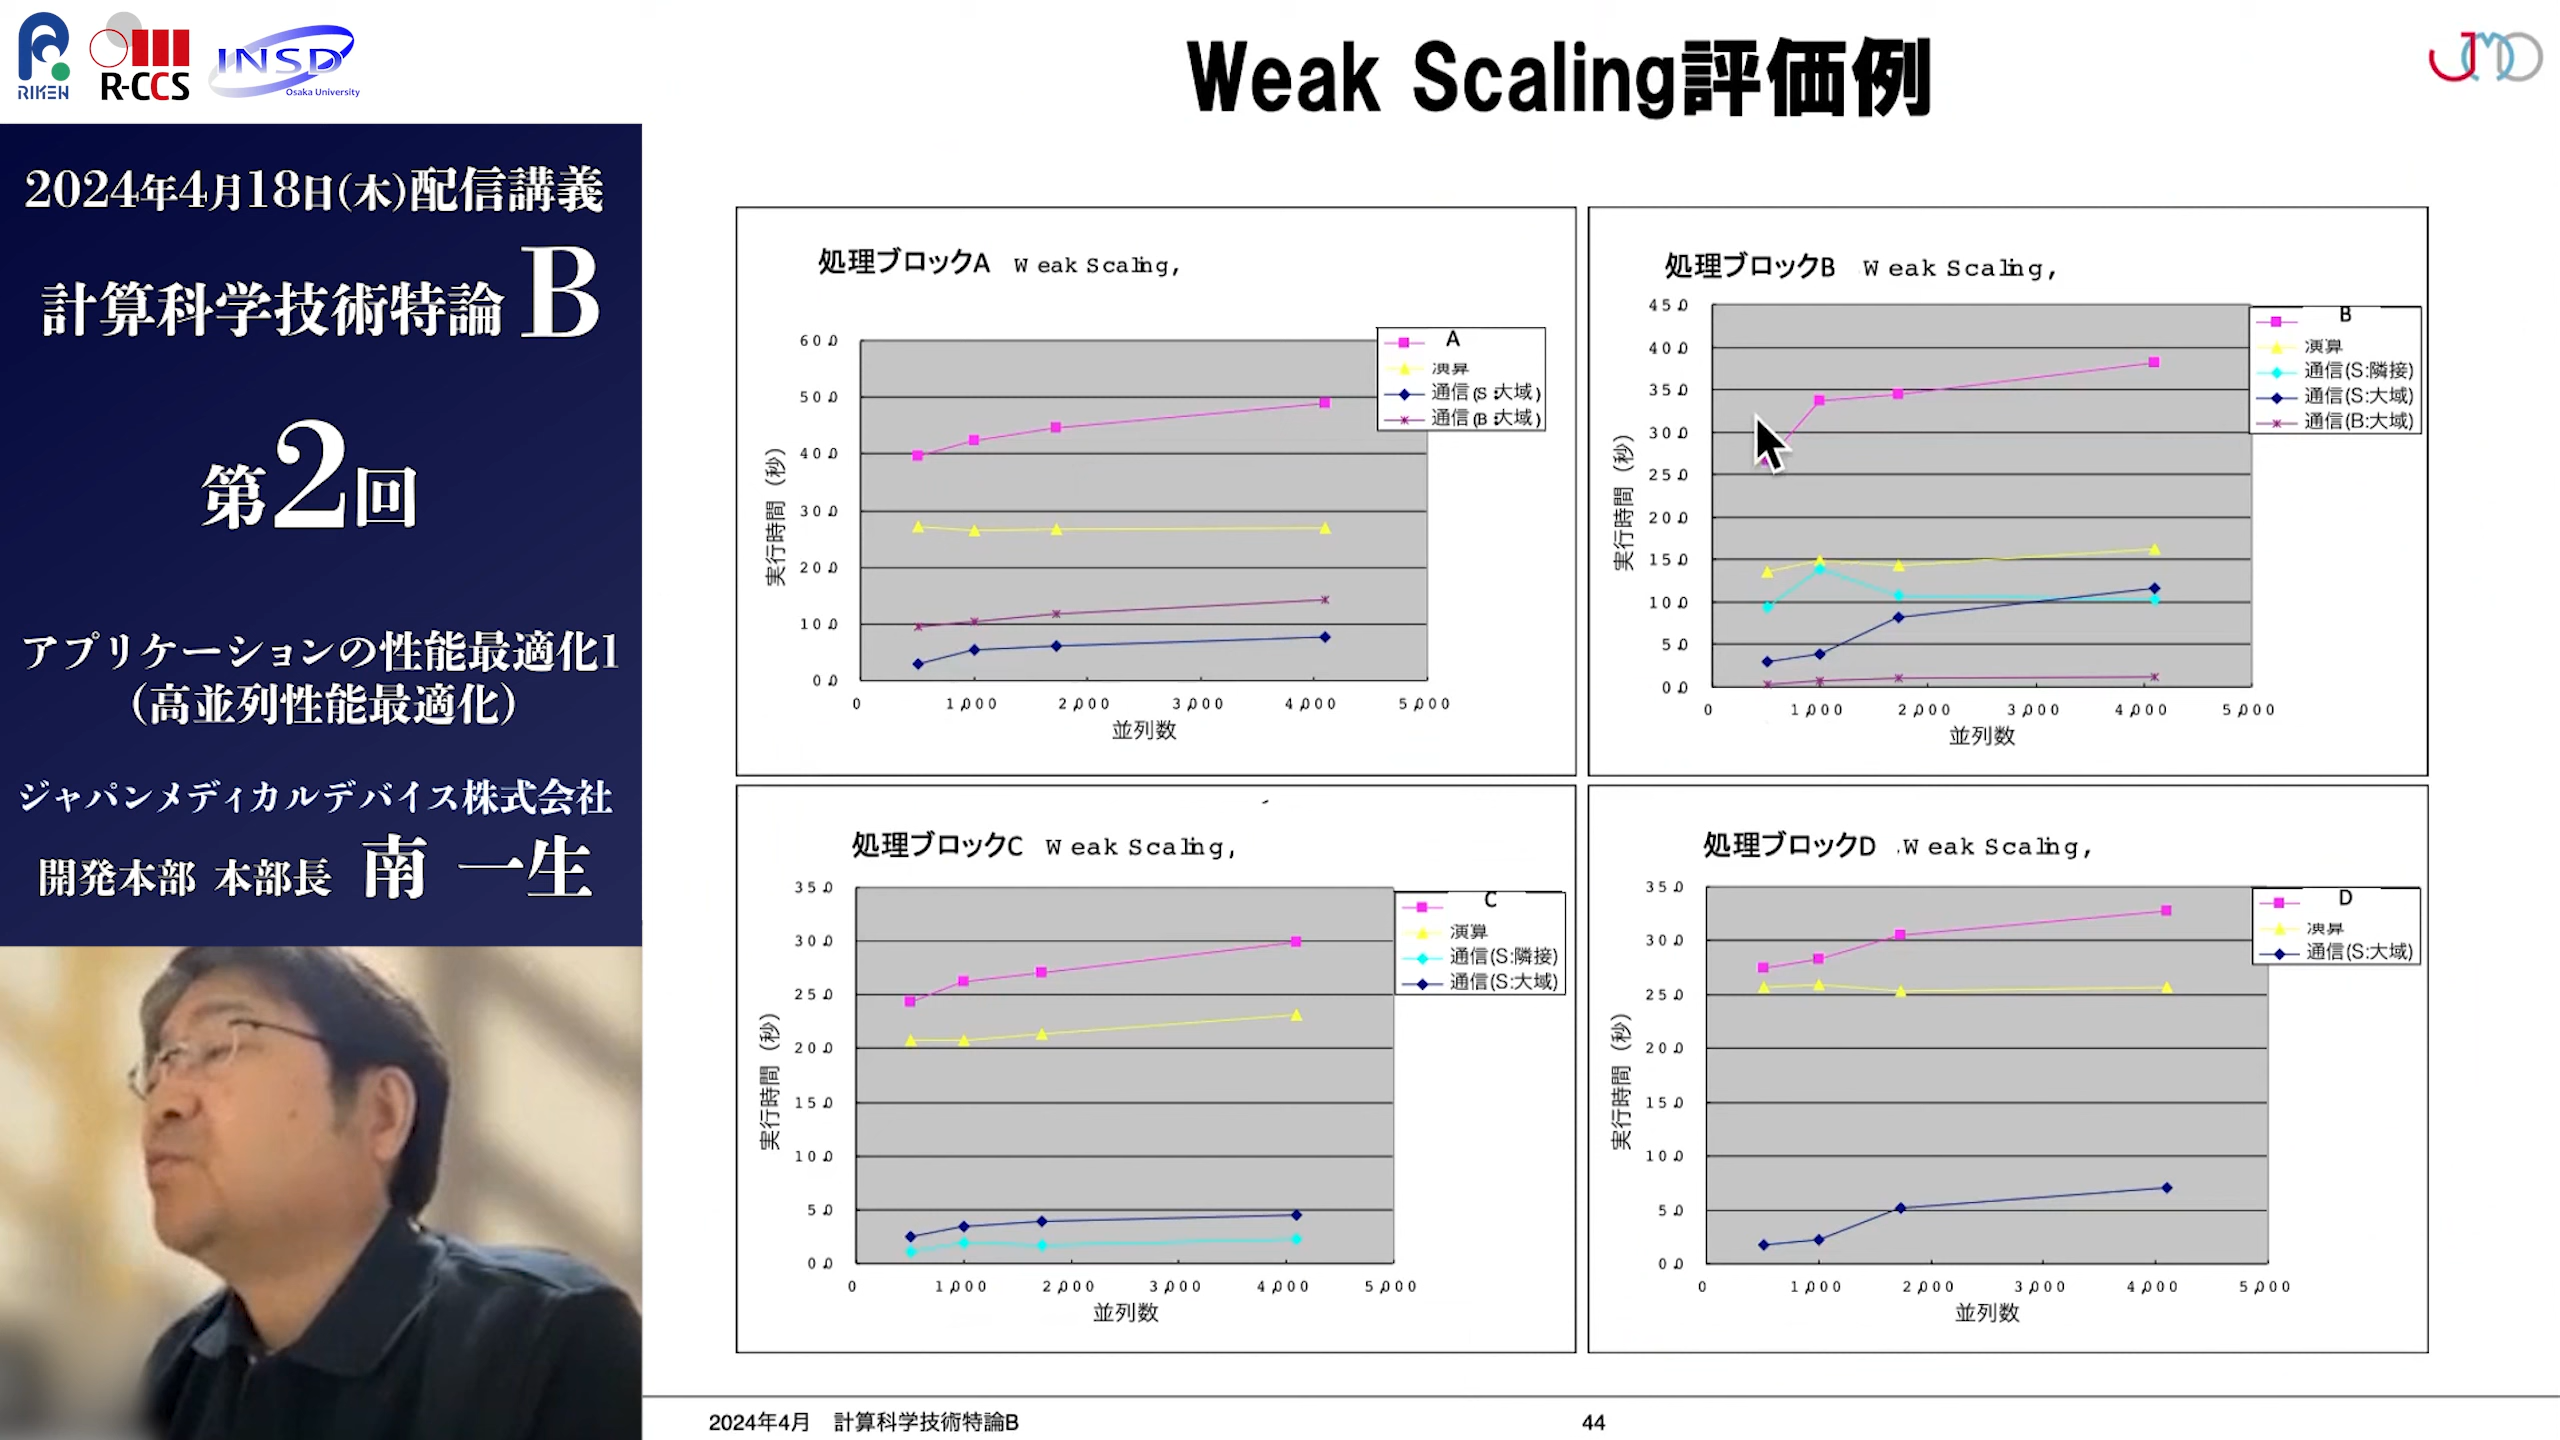 RIKEN
R-CCS
INSD
Osaka University
2024年4月18日(木)配信講義
計算科学技術特論 B
第2回
アプリケーションの性能最適化1
(高並列性能最適化)
ジャパンメディカルデバイス株式会社
開発本部 本部長 南 一生
Weak Scaling評価例
JMD
処理ブロックA Weak Scaling,
60.0
50.0
40.0
30.0
20.0
10.0
0.0
実行時間 (秒)
0 1,000 2,000 3,000 4,000 5,000
並列数
A
演算
通信(S:大域)
通信(B:大域)
処理ブロックB Weak Scaling,
45.0
40.0
35.0
30.0
25.0
20.0
15.0
10.0
5.0
0.0
実行時間 (秒)
0 1,000 2,000 3,000 4,000 5,000
並列数
B
演算
通信(S:隣接)
通信(S:大域)
通信(B:大域)
処理ブロックC Weak Scaling,
35.0
30.0
25.0
20.0
15.0
10.0
5.0
0.0
実行時間 (秒)
0 1,000 2,000 3,000 4,000 5,000
並列数
C
演算
通信(S:隣接)
通信(S:大域)
処理ブロックD Weak Scaling,
35.0
30.0
25.0
20.0
15.0
10.0
5.0
0.0
実行時間 (秒)
0 1,000 2,000 3,000 4,000 5,000
並列数
D
演算
通信(S:大域)
2024年4月 計算科学技術特論B
44